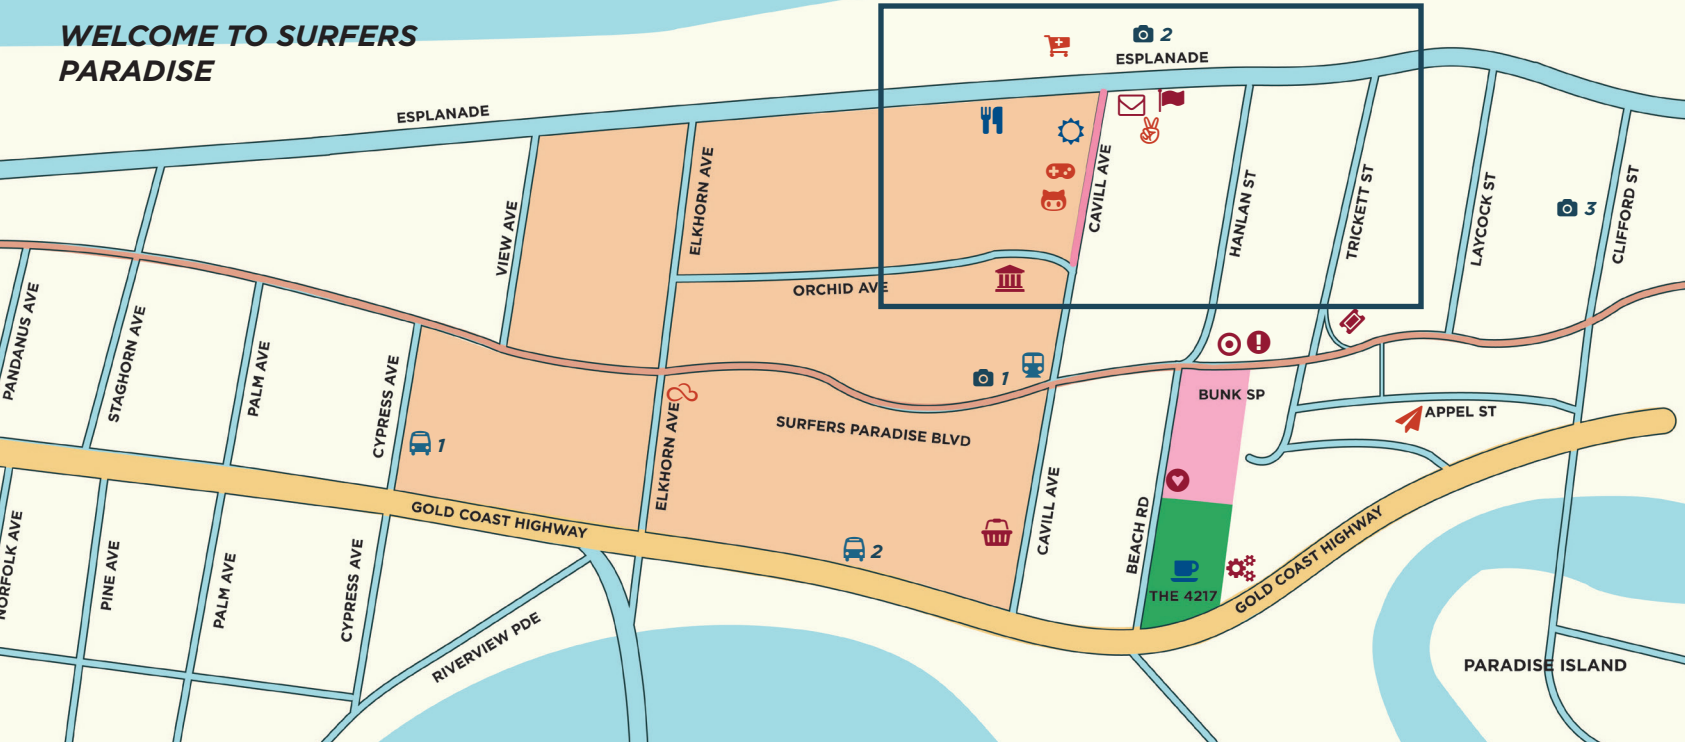 WELCOME TO SURFERS
PARADISE
2
ESPLANADE
ESPLANADE
ELKHORN AVE
CAVILL AVE
VIEW AVE
HANLAN ST
TRICKETT ST
LAYCOCK ST
CLIFFORD ST
3
ORCHID AVE
PANDANUS AVE
STAGHORN AVE
PALM AVE
CYPRESS AVE
1
1
ELKHORN AVE
SURFERS PARADISE BLVD
BUNK SP
APPEL ST
GOLD COAST HIGHWAY
2
CAVILL AVE
BEACH RD
THE 4217
GOLD COAST HIGHWAY
NORFOLK AVE
PINE AVE
PALM AVE
CYPRESS AVE
RIVERVIEW PDE
PARADISE ISLAND